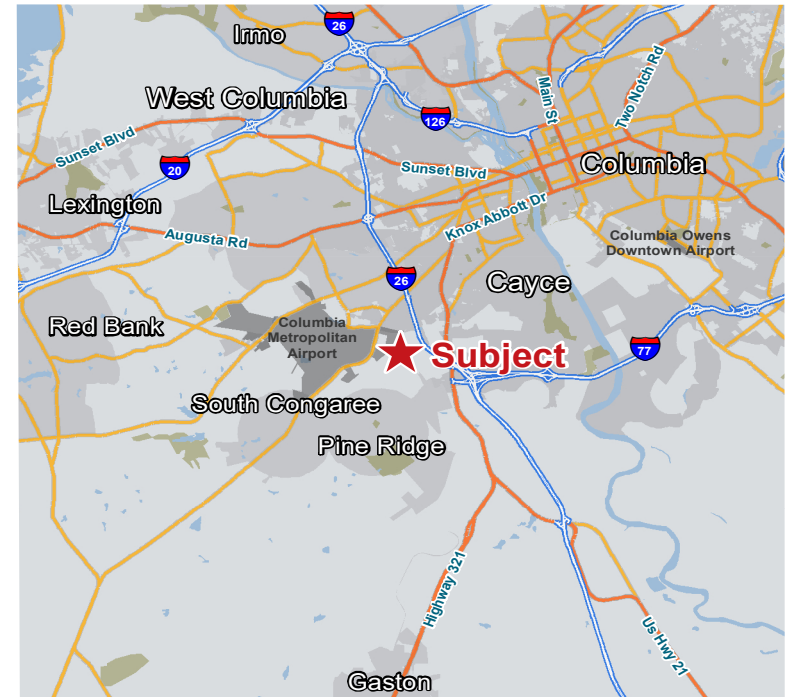 26
Irmo
West Columbia
126
Main St
Two Notch Rd
Sunset Blvd
20
Sunset Blvd
Columbia
Lexington
Knox Abbott Dr
Augusta Rd
Columbia Owens
Downtown Airport
26
Cayce
Red Bank
Columbia
Metropolitan
Airport
Subject
77
South Congaree
Pine Ridge
Highway 321
Us Hwy 21
Gaston